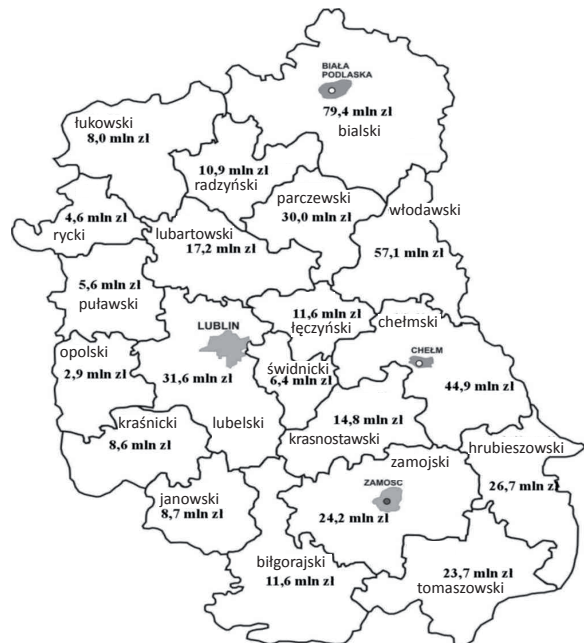 BIAŁA
PODLASKA
79,4 mln zł
bialski
łukowski
8,0 mln zł
10,9 mln zł
radzyński
parczewski
30,0 mln zł
włodawski
57,1 mln zł
4,6 mln zł
rycki
lubartowski
17,2 mln zł
5,6 mln zł
puławski
11,6 mln zł
łęczyński
chełmski
LUBLIN
CHEŁM
opolski
2,9 mln zł
31,6 mln zł
świdnicki
6,4 mln zł
44,9 mln zł
kraśnicki
8,6 mln zł
lubelski
14,8 mln zł
krasnostawski
hrubieszowski
26,7 mln zł
zamojski
ZAMOSC
24,2 mln zł
janowski
8,7 mln zł
biłgorajski
11,6 mln zł
23,7 mln zł
tomaszowski